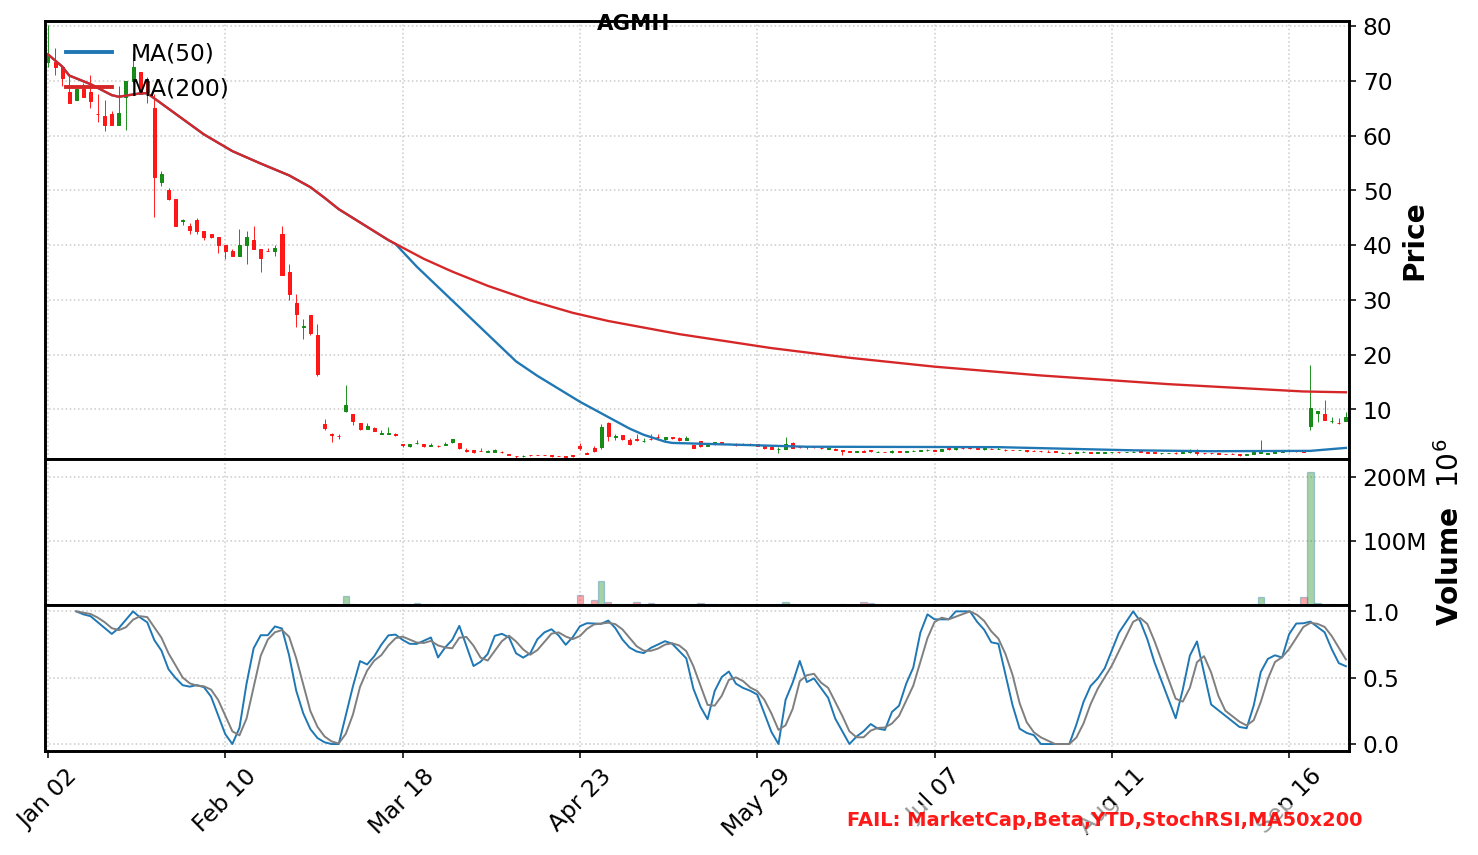 AGMH
MA(50)
MA(200)
80
70
60
50
40
30
20
10
Price
200M
100M
Volume 10^6
1.0
0.5
0.0
Jan 02
Feb 10
Mar 18
Apr 23
May 29
Jul 07
Aug 11
Sep 16
FAIL: MarketCap,Beta,YTD,StochRSI,MA50x200